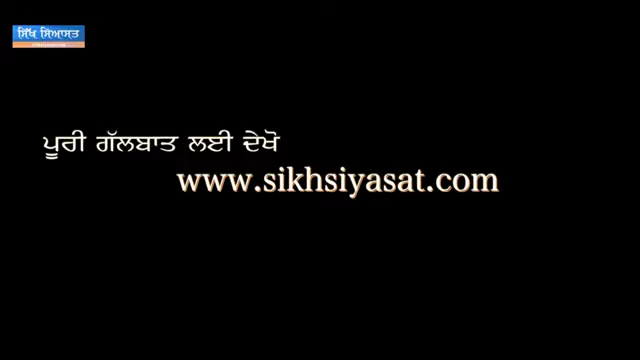 ਸਿੱਖ ਸਿਆਸਤ
ਪੂਰੀ ਗੱਲਬਾਤ ਲਈ ਦੇਖੋ
www.sikhsiyasat.com